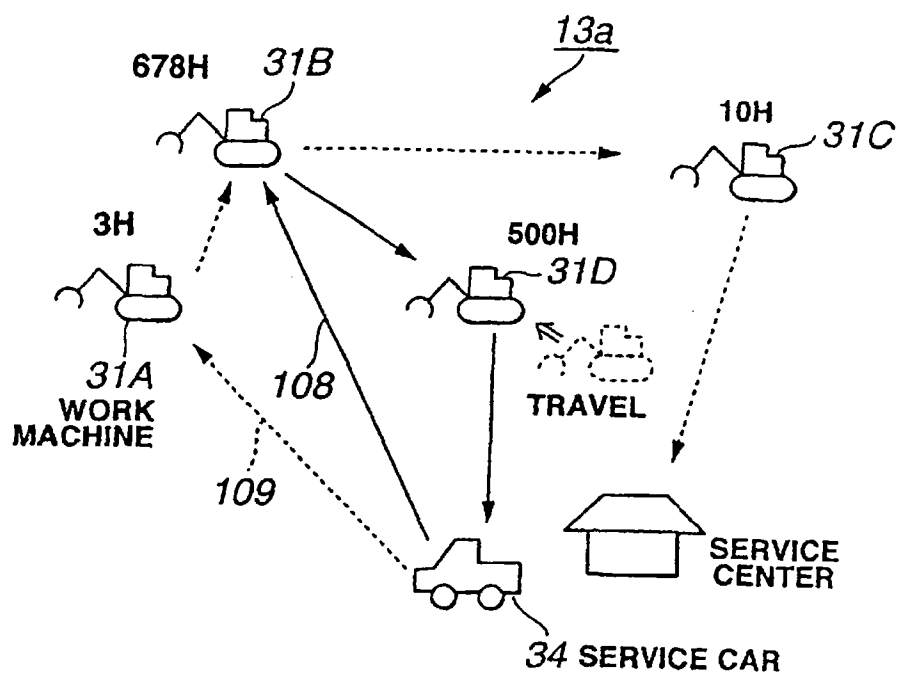 13a
678H
31B
10H
31C
3H
500H
31D
31A
WORK
MACHINE
108
TRAVEL
109
SERVICE
CENTER
34 SERVICE CAR